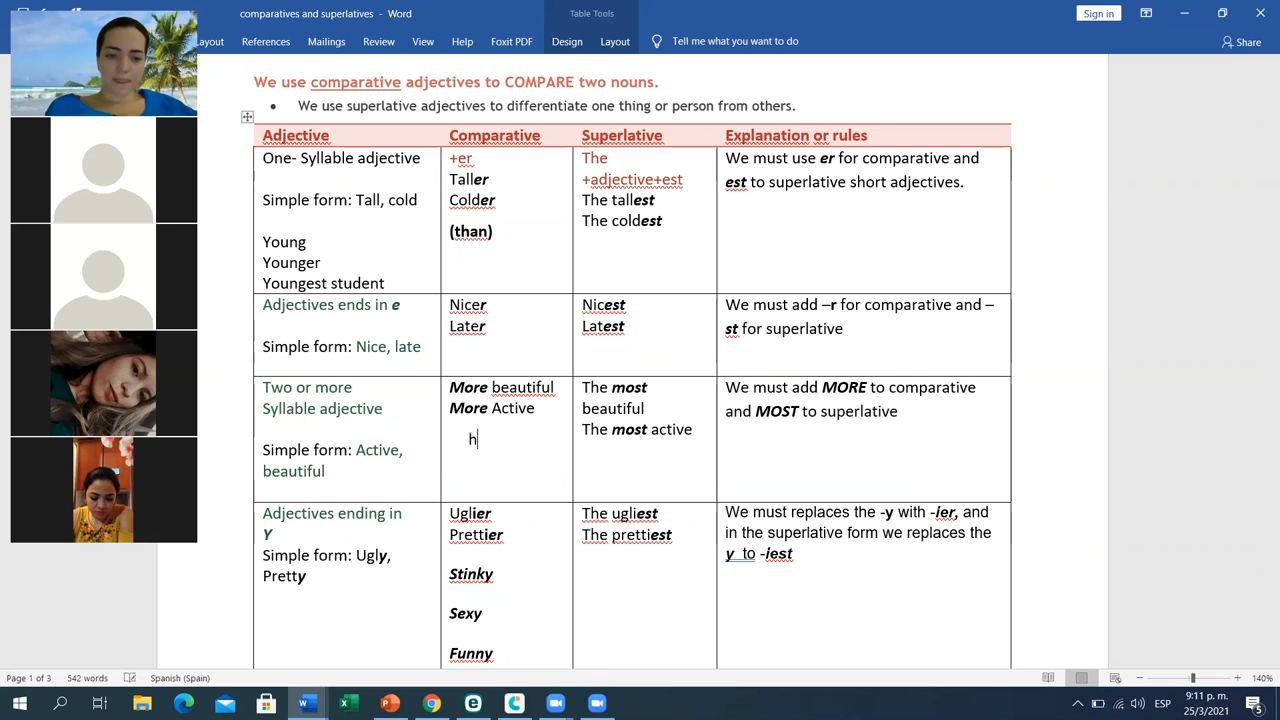 comparatives and superlatives - Word
Table Tools
Sign in
ayout References Mailings Review View Help Foxit PDF Design Layout Tell me what you want to do
Share
We use comparative adjectives to COMPARE two nouns.
• We use superlative adjectives to differentiate one thing or person from others.
Adjective Comparative Superlative Explanation or rules
One- Syllable adjective
Simple form: Tall, cold
Young
Younger
Youngest student
+er
Taller
Colder
(than)
The
+adjective+est
The tallest
The coldest
We must use er for comparative and
est to superlative short adjectives.
Adjectives ends in e
Simple form: Nice, late
Nicer
Later
Nicest
Latest
We must add –r for comparative and –
st for superlative
Two or more
Syllable adjective
Simple form: Active,
beautiful
More beautiful
More Active
h
The most
beautiful
The most active
We must add MORE to comparative
and MOST to superlative
Adjectives ending in
Y
Simple form: Ugly,
Pretty
Uglier
Prettier
Stinky
Sexy
Funny
The ugliest
The prettiest
We must replaces the -y with -ier, and
in the superlative form we replaces the
y to -iest
Page 1 of 3 542 words Spanish (Spain) 140%
ESP
9:11 p. m.
25/3/2021
5